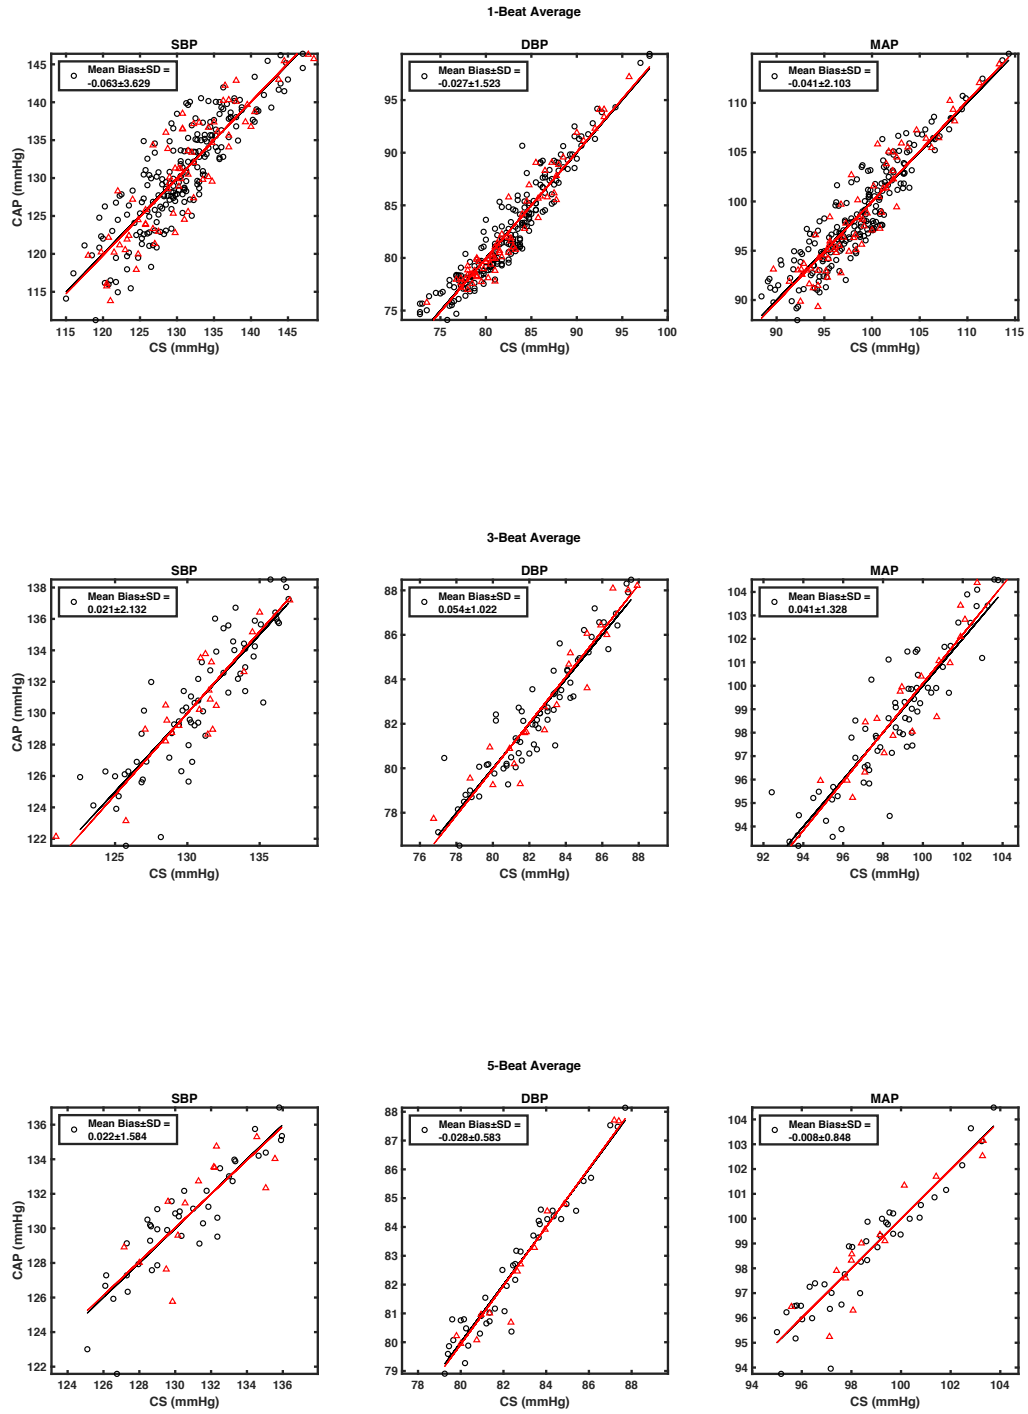 1-Beat Average
SBP
Mean Bias±SD =
-0.063±3.629
CAP (mmHg)
145
140
135
130
125
120
115
115 120 125 130 135 140 145
CS (mmHg)
DBP
Mean Bias±SD =
-0.027±1.523
95
90
85
80
75
75 80 85 90 95 100
CS (mmHg)
MAP
Mean Bias±SD =
-0.041±2.103
110
105
100
95
90
90 95 100 105 110 115
CS (mmHg)
3-Beat Average
SBP
Mean Bias±SD =
0.021±2.132
CAP (mmHg)
138
136
134
132
130
128
126
124
122
125 130 135
CS (mmHg)
DBP
Mean Bias±SD =
0.054±1.022
88
86
84
82
80
78
76 78 80 82 84 86 88
CS (mmHg)
MAP
Mean Bias±SD =
0.041±1.328
104
102
100
98
96
95
94
92 94 96 98 100 102 104
CS (mmHg)
5-Beat Average
SBP
Mean Bias±SD =
0.022±1.584
CAP (mmHg)
136
134
132
130
128
126
124
122
124 126 128 130 132 134 136
CS (mmHg)
DBP
Mean Bias±SD =
-0.028±0.583
88
87
86
85
84
83
82
81
80
79
80 82 84 86 88
CS (mmHg)
MAP
Mean Bias±SD =
-0.008±0.848
104
103
102
101
100
99
98
97
96
95
94
94 96 98 100 102 104
CS (mmHg)